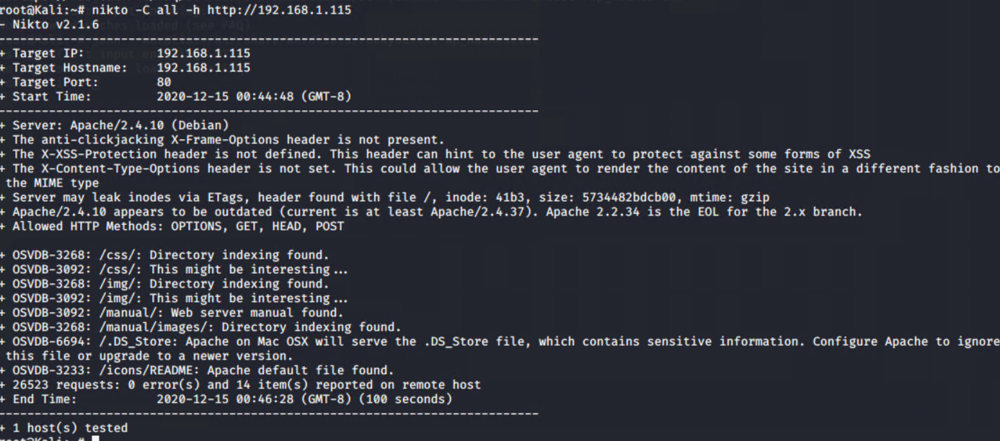 root@Kali:~# nikto -C all -h http://192.168.1.115
- Nikto v2.1.6
---------------------------------------------------------------------------
+ Target IP:          192.168.1.115
+ Target Hostname:    192.168.1.115
+ Target Port:        80
+ Start Time:         2020-12-15 00:44:48 (GMT-8)
---------------------------------------------------------------------------
+ Server: Apache/2.4.10 (Debian)
+ The anti-clickjacking X-Frame-Options header is not present.
+ The X-XSS-Protection header is not defined. This header can hint to the user agent to protect against some forms of XSS
+ The X-Content-Type-Options header is not set. This could allow the user agent to render the content of the site in a different fashion to
the MIME type
+ Server may leak inodes via ETags, header found with file /, inode: 41b3, size: 5734482bdcb00, mtime: gzip
+ Apache/2.4.10 appears to be outdated (current is at least Apache/2.4.37). Apache 2.2.34 is the EOL for the 2.x branch.
+ Allowed HTTP Methods: OPTIONS, GET, HEAD, POST
+ OSVDB-3268: /css/: Directory indexing found.
+ OSVDB-3092: /css/: This might be interesting...
+ OSVDB-3268: /img/: Directory indexing found.
+ OSVDB-3092: /img/: This might be interesting...
+ OSVDB-3092: /manual/: Web server manual found.
+ OSVDB-3268: /manual/images/: Directory indexing found.
+ OSVDB-6694: /.DS_Store: Apache on Mac OSX will serve the .DS_Store file, which contains sensitive information. Configure Apache to ignore
this file or upgrade to a newer version.
+ OSVDB-3233: /icons/README: Apache default file found.
+ 26523 requests: 0 error(s) and 14 item(s) reported on remote host
+ End Time:           2020-12-15 00:46:28 (GMT-8) (100 seconds)
---------------------------------------------------------------------------
+ 1 host(s) tested
root@Kali:~#